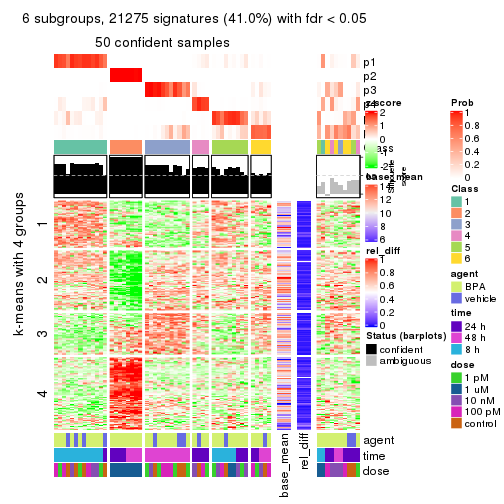 6 subgroups, 21275 signatures (41.0%) with fdr < 0.05
50 confident samples
p1
p2
p3
k-means with 4 groups
1
2
3
4
base_mean
rel_diff
agent
time
dose
z-score
2
1
0
-1
-2
base_mean
14
12
10
8
6
rel_diff
1
0.8
0.6
0.4
0.2
0
Status (barplots)
confident
ambiguous
Prob
1
0.8
0.6
0.4
0.2
0
Class
1
2
3
4
5
6
agent
BPA
vehicle
time
24 h
48 h
8 h
dose
1 pM
1 uM
10 nM
100 pM
control